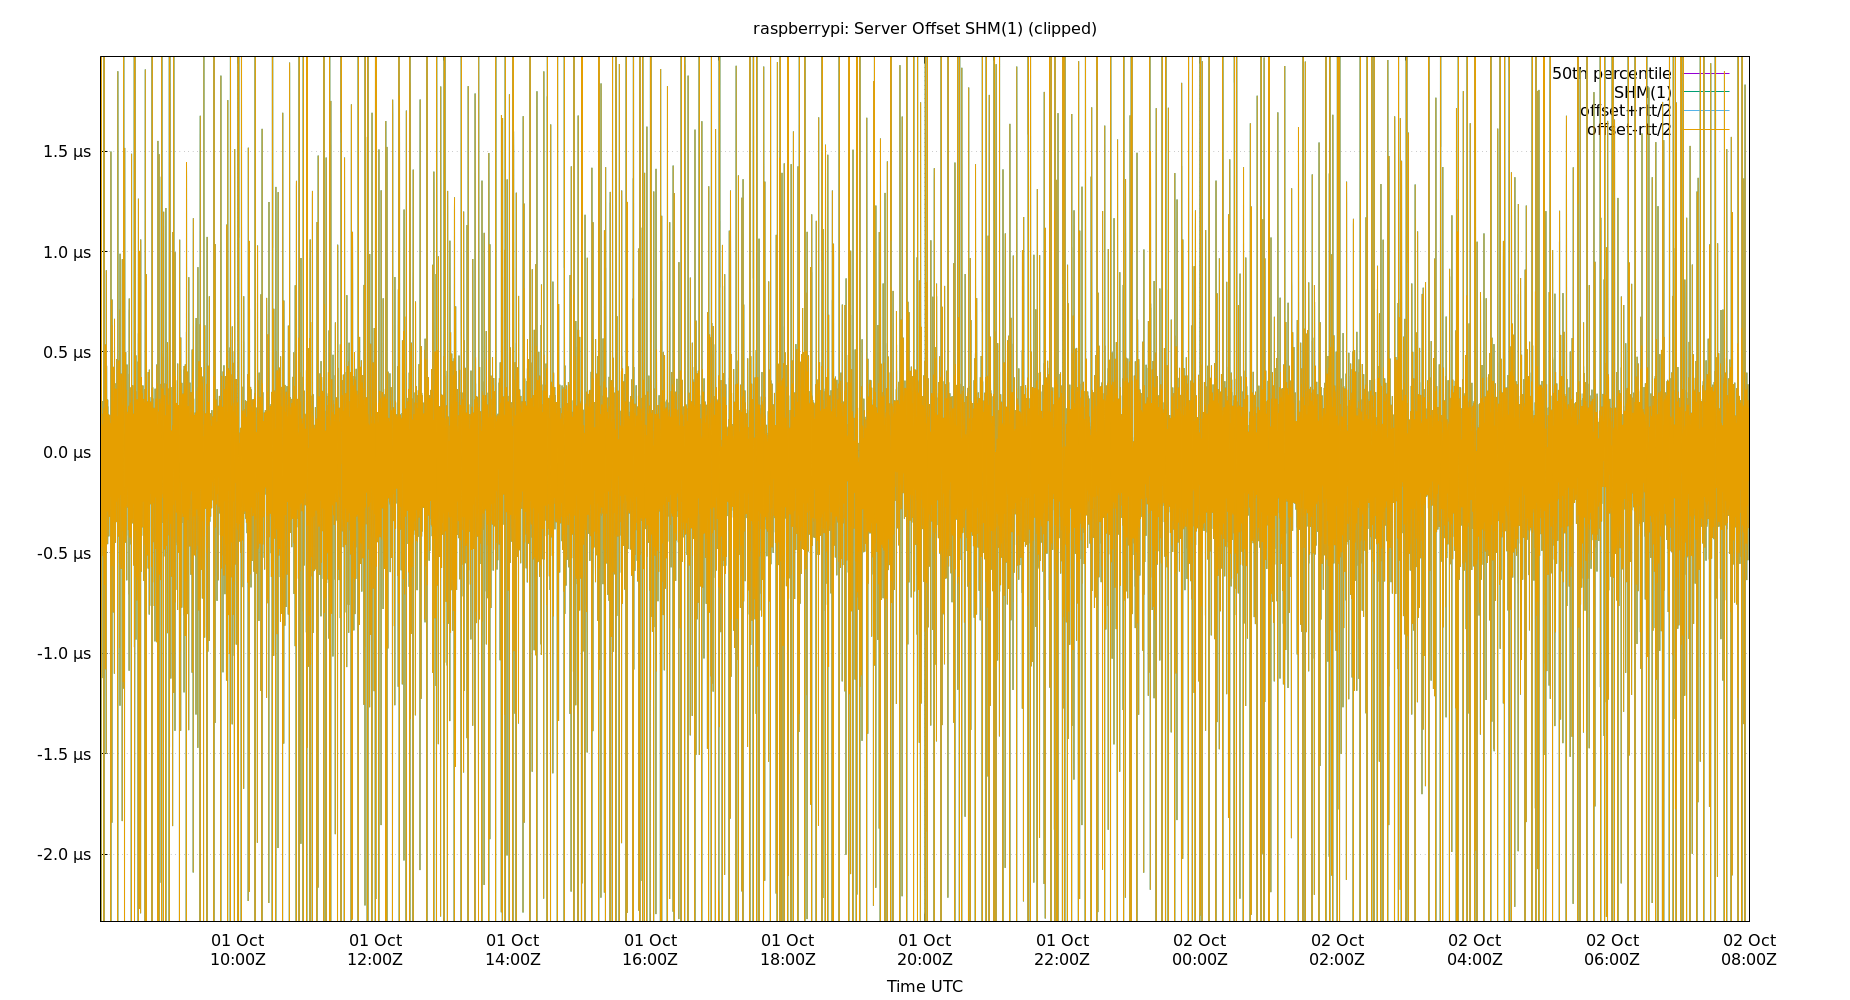 raspberrypi: Server Offset SHM(1) (clipped)
50th percentile
SHM(1)
offset+rtt/2
offset-rtt/2
1.5 µs
1.0 µs
0.5 µs
0.0 µs
-0.5 µs
-1.0 µs
-1.5 µs
-2.0 µs
01 Oct 01 Oct 01 Oct 01 Oct 01 Oct 01 Oct 01 Oct 02 Oct 02 Oct 02 Oct 02 Oct 02 Oct
10:00Z 12:00Z 14:00Z 16:00Z 18:00Z 20:00Z 22:00Z 00:00Z 02:00Z 04:00Z 06:00Z 08:00Z
Time UTC